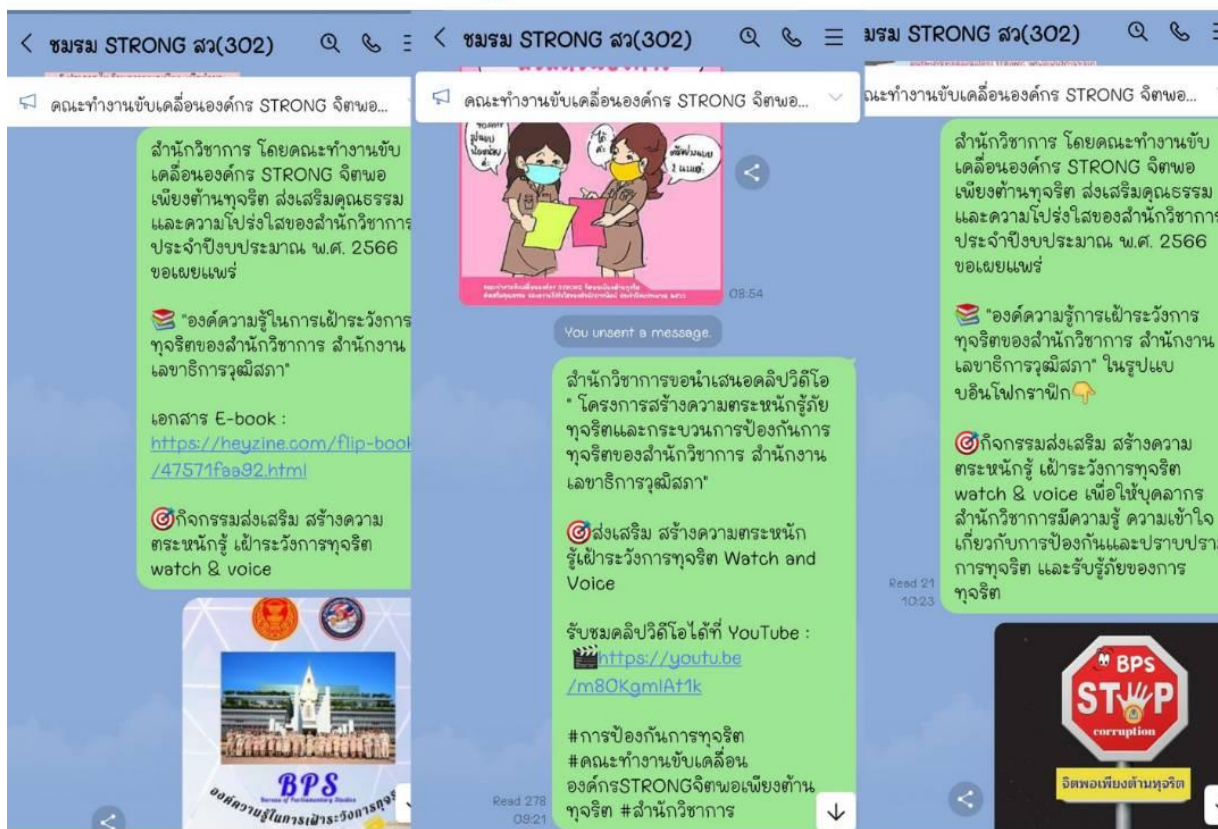 ชมรม STRONG สว(302)
คณะทำงานขับเคลื่อนองค์กร STRONG จิตพอ...
สำนักวิชาการ โดยคณะทำงานขับ
เคลื่อนองค์กร STRONG จิตพอ
เพียงต้านทุจริต ส่งเสริมคุณธรรม
และความโปร่งใสของสำนักวิชาการ
ประจำปีงบประมาณ พ.ศ. 2566
ขอเผยแพร่
📚 "องค์ความรู้ในการเฝ้าระวังการ
ทุจริตของสำนักวิชาการ สำนักงาน
เลขาธิการวุฒิสภา"
เอกสาร E-book :
https://heyzine.com/flip-book
/47571faa92.html
🎯กิจกรรมส่งเสริม สร้างความ
ตระหนักรู้ เฝ้าระวังการทุจริต
watch & voice
BPS
Bureau of Parliamentary Studies
องค์ความรู้ในการเฝ้าระวังการทุจริ
ชมรม STRONG สว(302)
คณะทำงานขับเคลื่อนองค์กร STRONG จิตพอ...
ได้
ค่ะ
08:54
You unsent a message.
สำนักวิชาการขอนำเสนอคลิปวิดีโอ
" โครงการสร้างความตระหนักรู้ภัย
ทุจริตและกระบวนการป้องกันการ
ทุจริตของสำนักวิชาการ สำนักงาน
เลขาธิการวุฒิสภา"
🎯ส่งเสริม สร้างความตระหนัก
รู้เฝ้าระวังการทุจริต Watch and
Voice
รับชมคลิปวิดีโอได้ที่ YouTube :
🎬https://youtu.be
/m8OKgmlAt1k
#การป้องกันการทุจริต
#คณะทำงานขับเคลื่อน
องค์กรSTRONGจิตพอเพียงต้าน
ทุจริต #สำนักวิชาการ
Read 278
09:21
มรม STRONG สว(302)
ณะทำงานขับเคลื่อนองค์กร STRONG จิตพอ...
สำนักวิชาการ โดยคณะทำงานขับ
เคลื่อนองค์กร STRONG จิตพอ
เพียงต้านทุจริต ส่งเสริมคุณธรรม
และความโปร่งใสของสำนักวิชาการ
ประจำปีงบประมาณ พ.ศ. 2566
ขอเผยแพร่
📚 "องค์ความรู้การเฝ้าระวังการ
ทุจริตของสำนักวิชาการ สำนักงาน
เลขาธิการวุฒิสภา" ในรูปแบ
บอินโฟกราฟิก👇
🎯กิจกรรมส่งเสริม สร้างความ
ตระหนักรู้ เฝ้าระวังการทุจริต
watch & voice เพื่อให้บุคลากร
สำนักวิชาการมีความรู้ ความเข้าใจ
เกี่ยวกับการป้องกันและปราบปรา
การทุจริต และรับรู้ภัยของการ
ทุจริต
Read 21
10:23
BPS
STOP
corruption
จิตพอเพียงต้านทุจริต